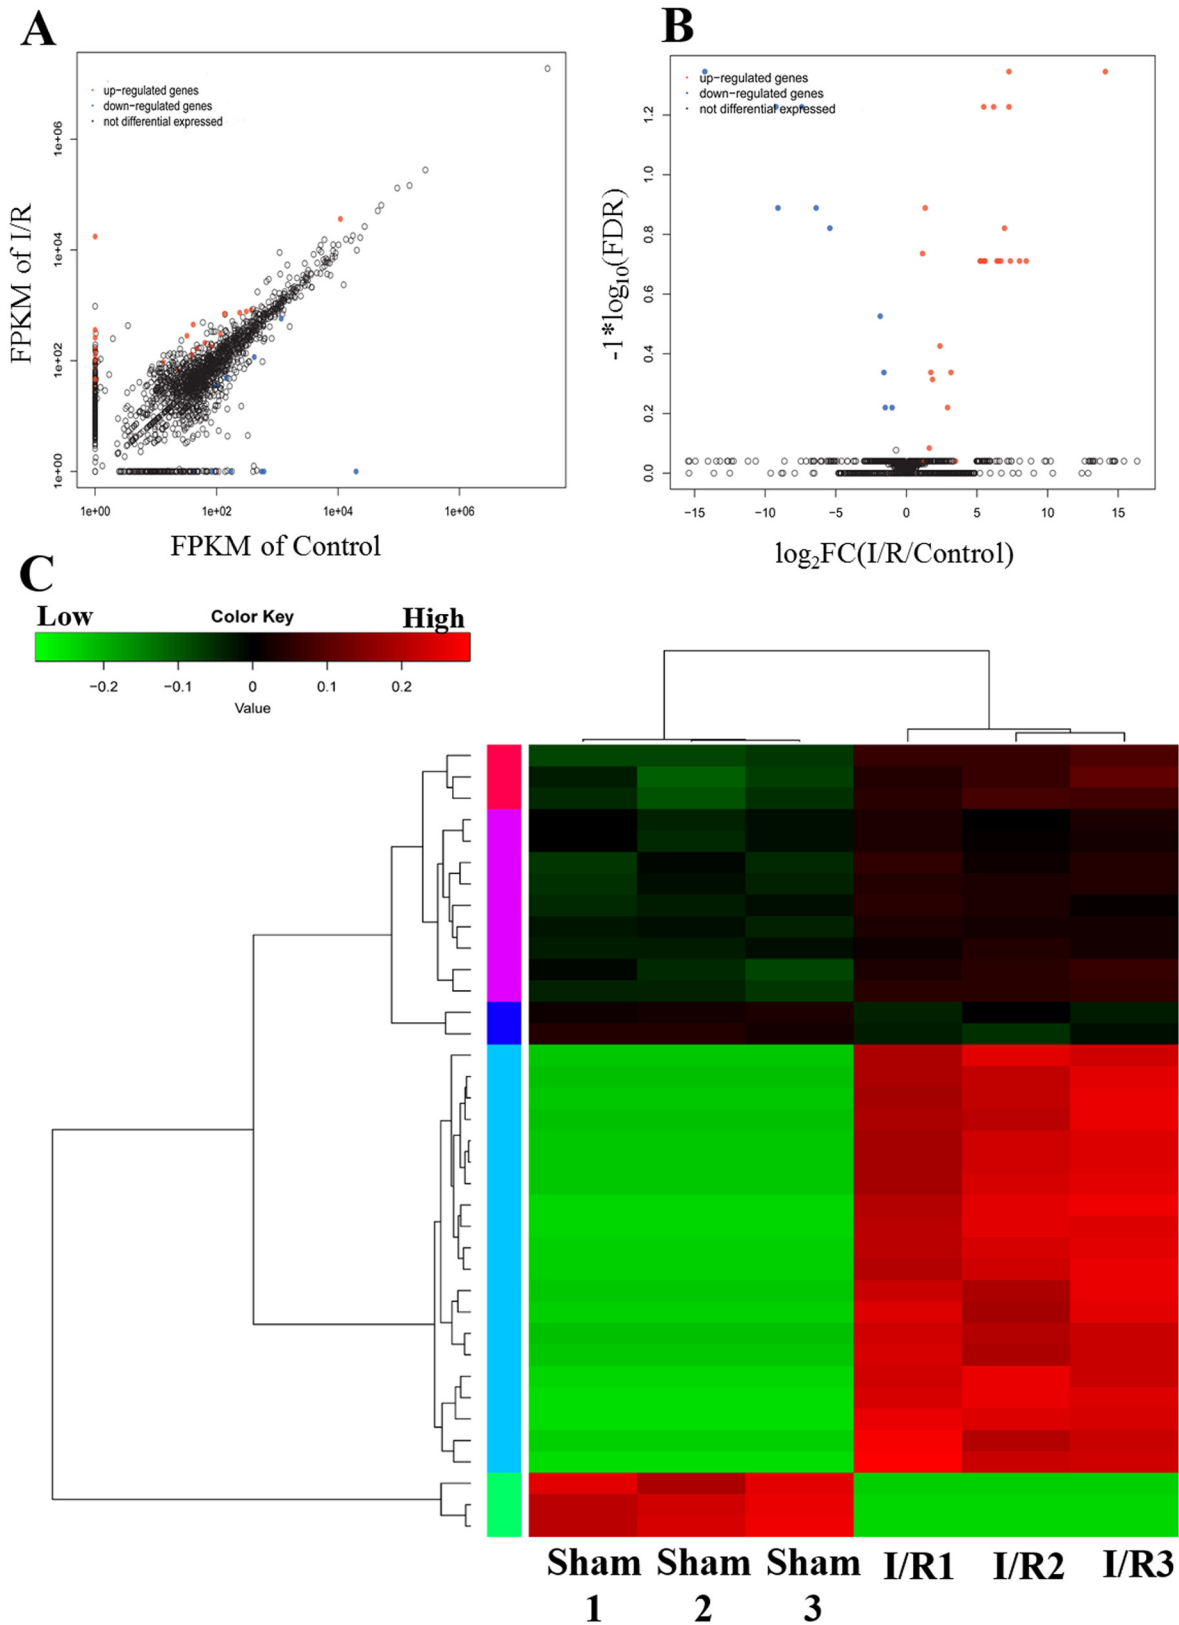 A
up-regulated genes
down-regulated genes
not differential expressed
FPKM of I/R
1e+00
1e+02
1e+04
1e+06
1e+00
1e+02
1e+04
1e+06
FPKM of Control
B
up-regulated genes
down-regulated genes
not differential expressed
-1*log₁₀(FDR)
0.0
0.2
0.4
0.6
0.8
1.0
1.2
−15
−10
−5
0
5
10
15
log₂FC(I/R/Control)
C
Low
Color Key
High
−0.2
−0.1
0
0.1
0.2
Value
Sham 1
Sham 2
Sham 3
I/R1
I/R2
I/R3